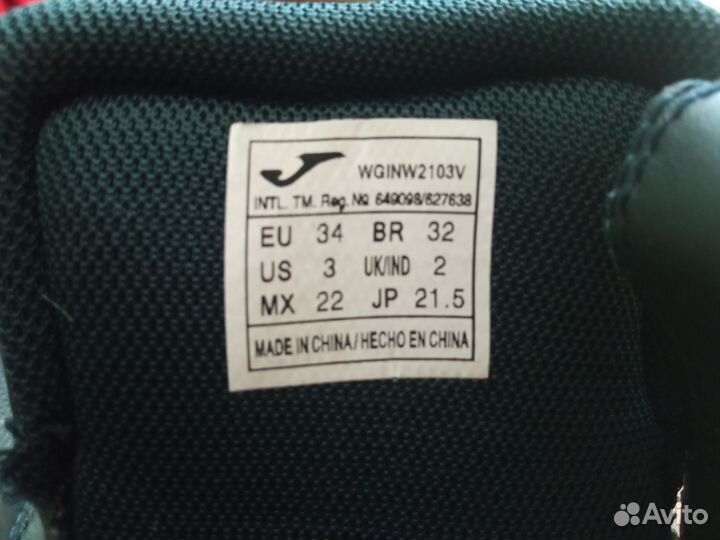 WGINW2103V
INTL. TM. Reg. No 649098/627638
EU 34 BR 32
US 3 UK/IND 2
MX 22 JP 21.5
MADE IN CHINA/HECHO EN CHINA
Avito